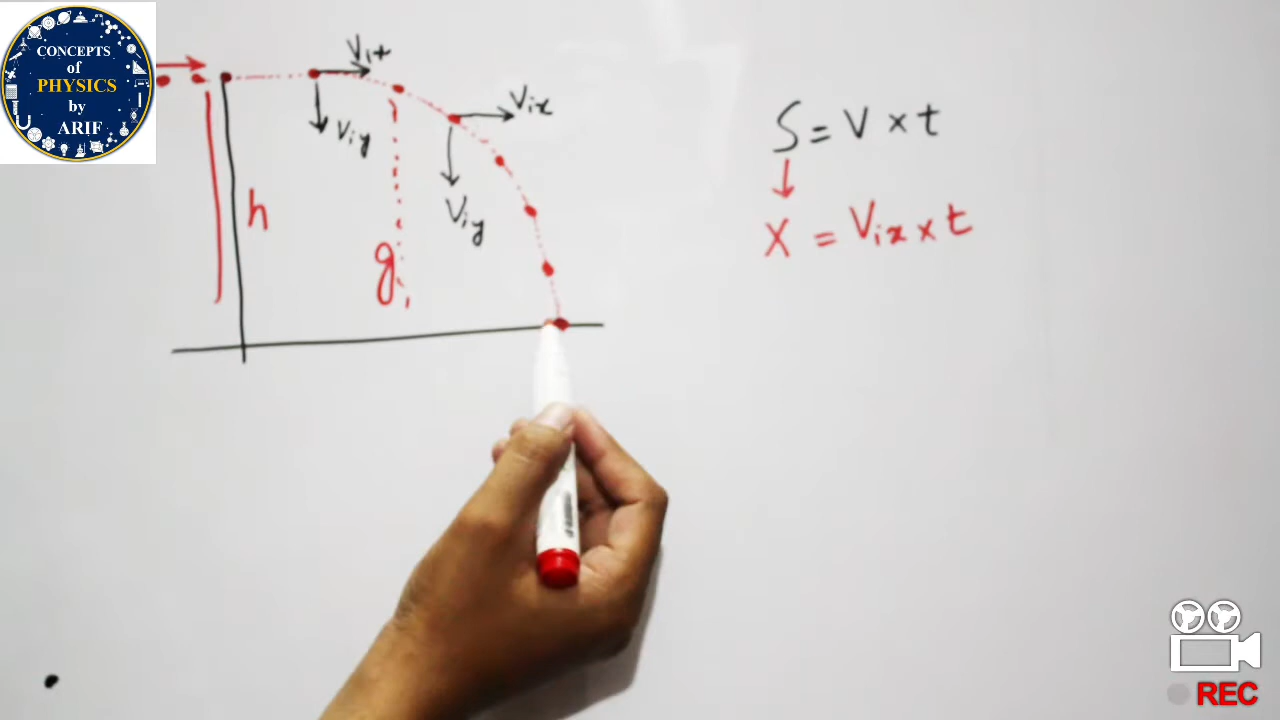 CONCEPTS
of
PHYSICS
by
ARIF
Vix
Viy
h
g
Vix
Viy
S = V × t
X = Vix × t
REC